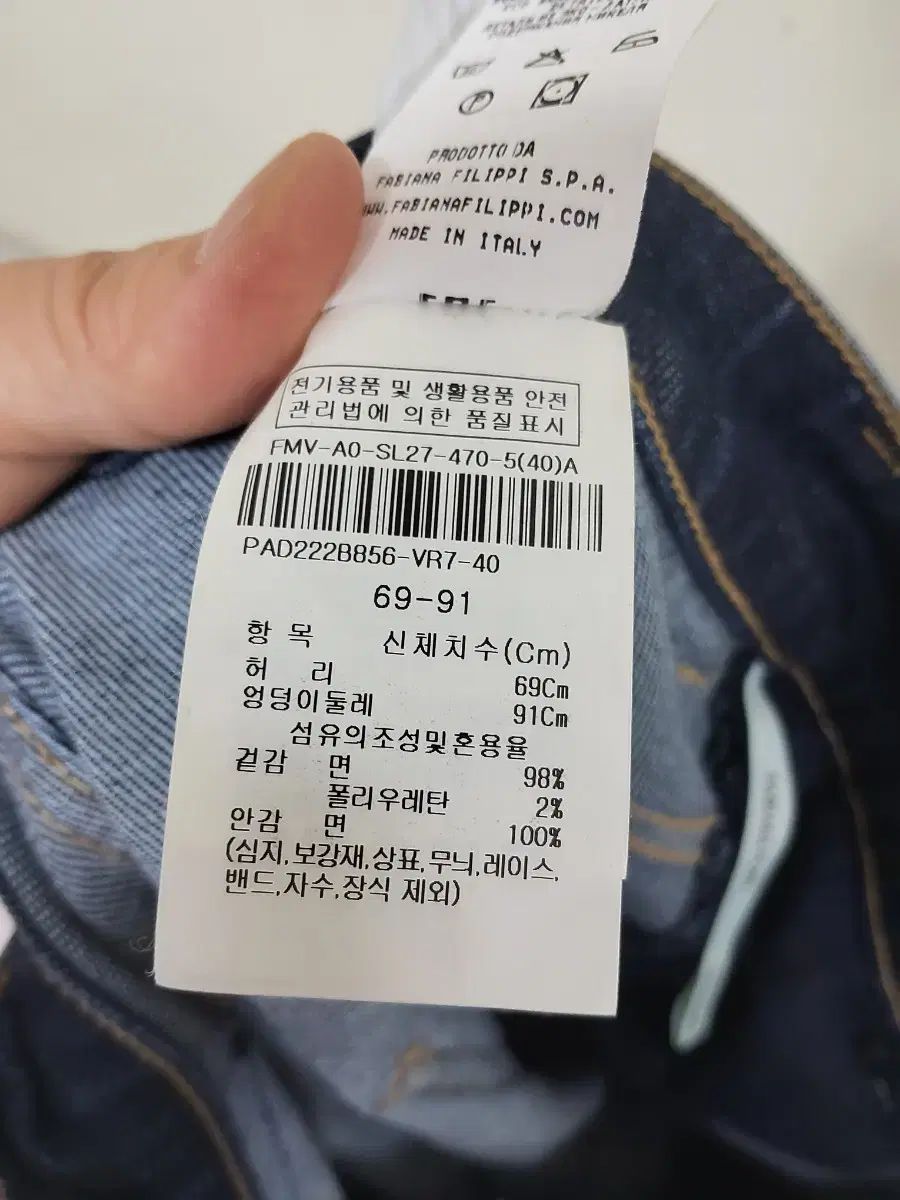 PRODOTTO DA
FABIANA FILIPPI S.P.A.
WWW.FABIANAFILIPPI.COM
MADE IN ITALY
전기용품 및 생활용품 안전
관리법에 의한 품질표시
FMV-A0-SL27-470-5(40)A
PAD222B856-VR7-40
69-91
항 목 신체치수(Cm)
허 리 69Cm
엉덩이둘레 91Cm
섬유의조성및혼용율
겉감 면 98%
폴리우레탄 2%
안감 면 100%
(심지,보강재,상표,무늬,레이스,
밴드,자수,장식 제외)